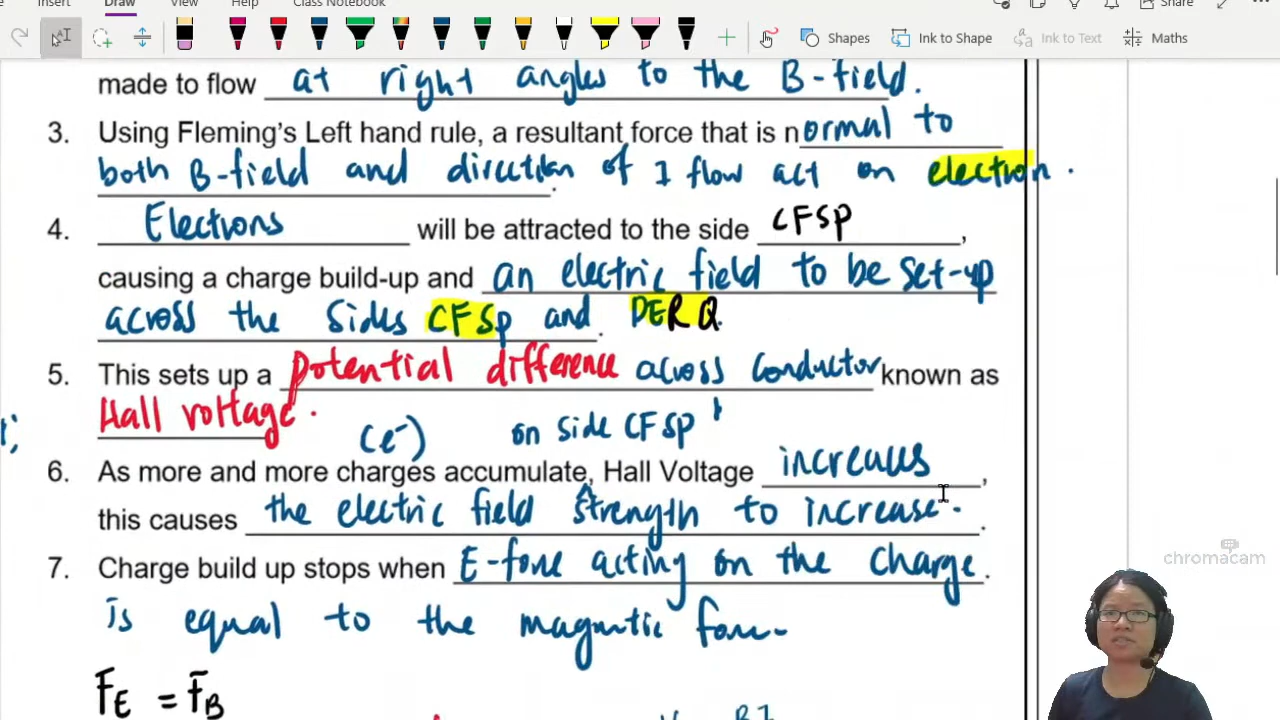 Insert Draw View Help Class Notebook Share
Shapes Ink to Shape Ink to Text Maths
made to flow at right angles to the B-field.
3. Using Fleming's Left hand rule, a resultant force that is normal to
both B-field and direction of I flow act on electron.
4. Electrons will be attracted to the side CFSP,
causing a charge build-up and an electric field to be set-up
across the sides CFSP and DERQ.
5. This sets up a potential difference across conductor known as
Hall voltage.
(e⁻) on side CFSP
6. As more and more charges accumulate, Hall Voltage increases,
this causes the electric field strength to increase.
7. Charge build up stops when E-force acting on the charge.
is equal to the magnetic force.
chromacam
FE = FB